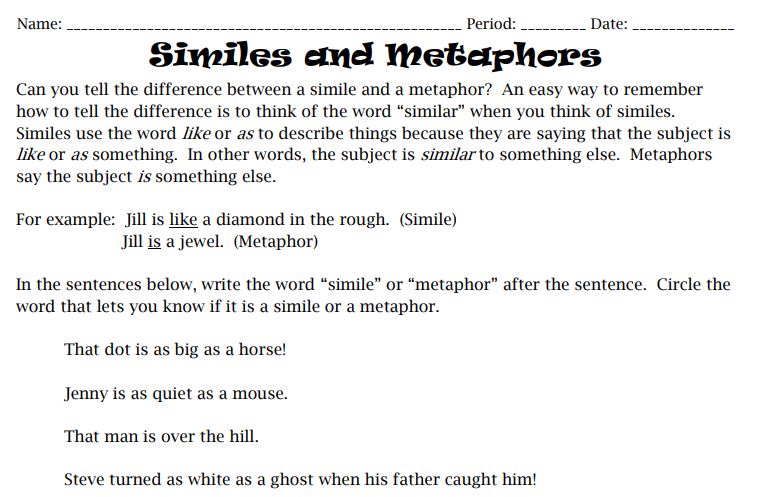 Name: ____________________________________________ Period: _________ Date: ______________
Similes and Metaphors
Can you tell the difference between a simile and a metaphor?  An easy way to remember
how to tell the difference is to think of the word “similar” when you think of similes.
Similes use the word like or as to describe things because they are saying that the subject is
like or as something.  In other words, the subject is similar to something else.  Metaphors
say the subject is something else.
For example:  Jill is like a diamond in the rough.  (Simile)
Jill is a jewel.  (Metaphor)
In the sentences below, write the word “simile” or “metaphor” after the sentence.  Circle the
word that lets you know if it is a simile or a metaphor.
That dot is as big as a horse!
Jenny is as quiet as a mouse.
That man is over the hill.
Steve turned as white as a ghost when his father caught him!